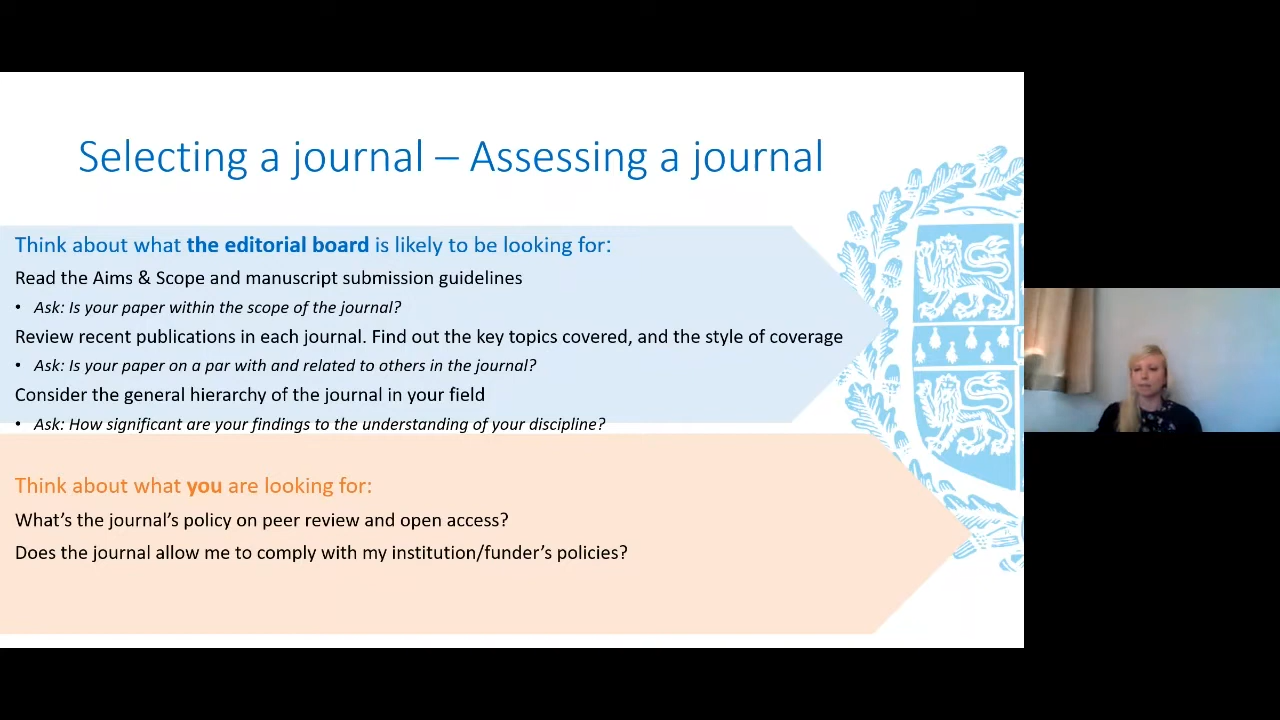 Selecting a journal – Assessing a journal
Think about what the editorial board is likely to be looking for:
Read the Aims & Scope and manuscript submission guidelines
• Ask: Is your paper within the scope of the journal?
Review recent publications in each journal. Find out the key topics covered, and the style of coverage
• Ask: Is your paper on a par with and related to others in the journal?
Consider the general hierarchy of the journal in your field
• Ask: How significant are your findings to the understanding of your discipline?
Think about what you are looking for:
What’s the journal’s policy on peer review and open access?
Does the journal allow me to comply with my institution/funder’s policies?